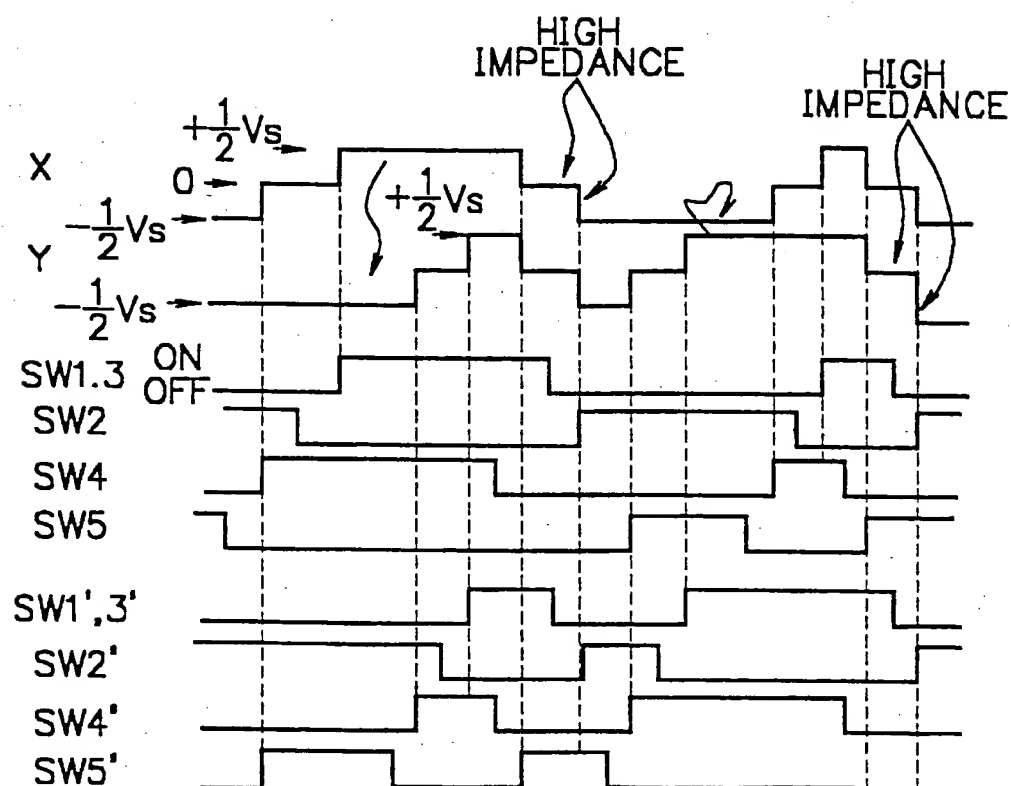 HIGH
IMPEDANCE
HIGH
IMPEDANCE
+1/2Vs
X
0
+1/2Vs
-1/2Vs
Y
-1/2Vs
ON
SW1.3
OFF
SW2
SW4
SW5
SW1',3'
SW2'
SW4'
SW5'